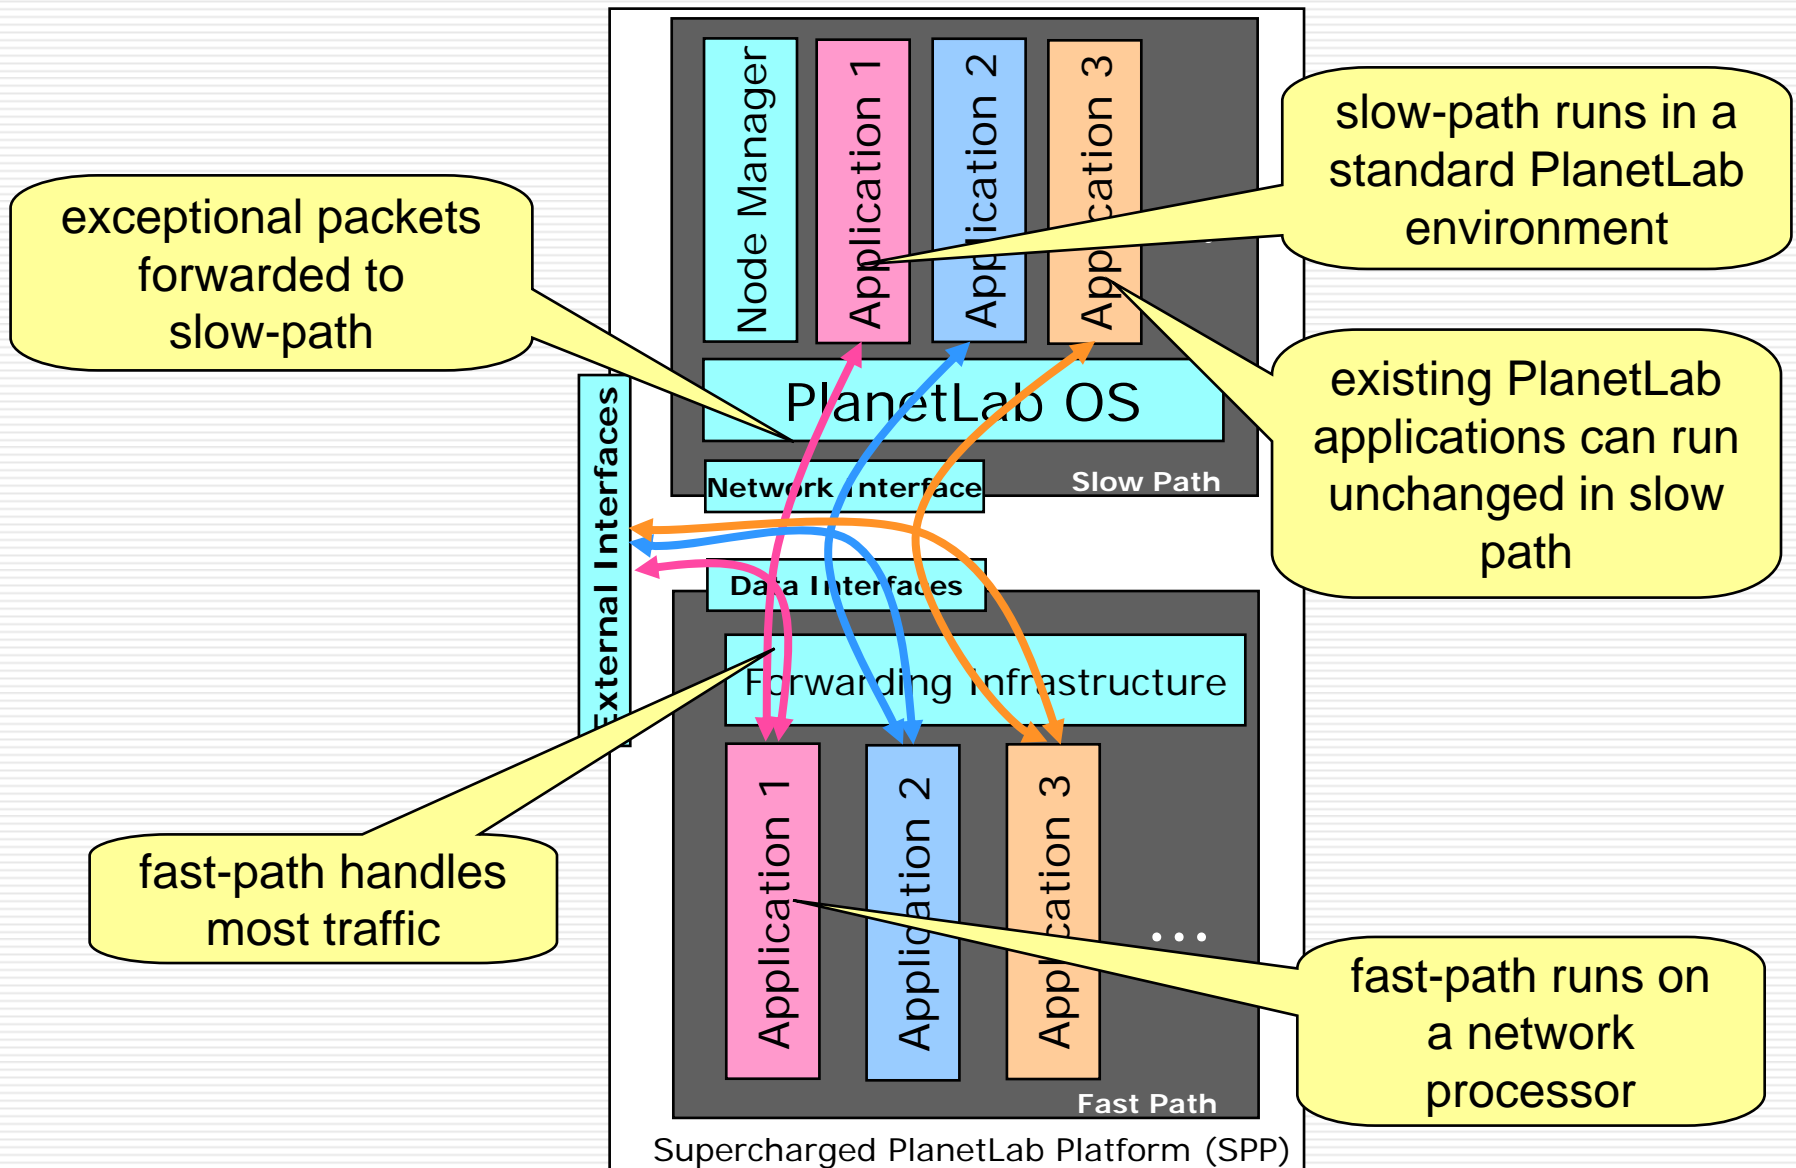 Node Manager
Application 1
Application 2
Application 3
slow-path runs in a
standard PlanetLab
environment
exceptional packets
forwarded to
slow-path
PlanetLab OS
existing PlanetLab
applications can run
unchanged in slow
path
Network Interface
Slow Path
External Interfaces
Data Interfaces
Forwarding Infrastructure
Application 1
Application 2
Application 3
...
fast-path handles
most traffic
fast-path runs on
a network
processor
Fast Path
Supercharged PlanetLab Platform (SPP)